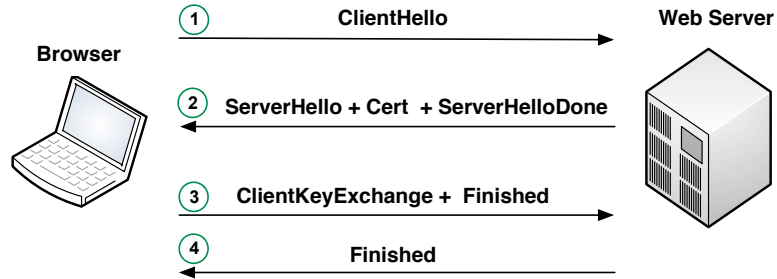 1 ClientHello
Web Server
Browser
2 ServerHello + Cert + ServerHelloDone
3 ClientKeyExchange + Finished
4 Finished